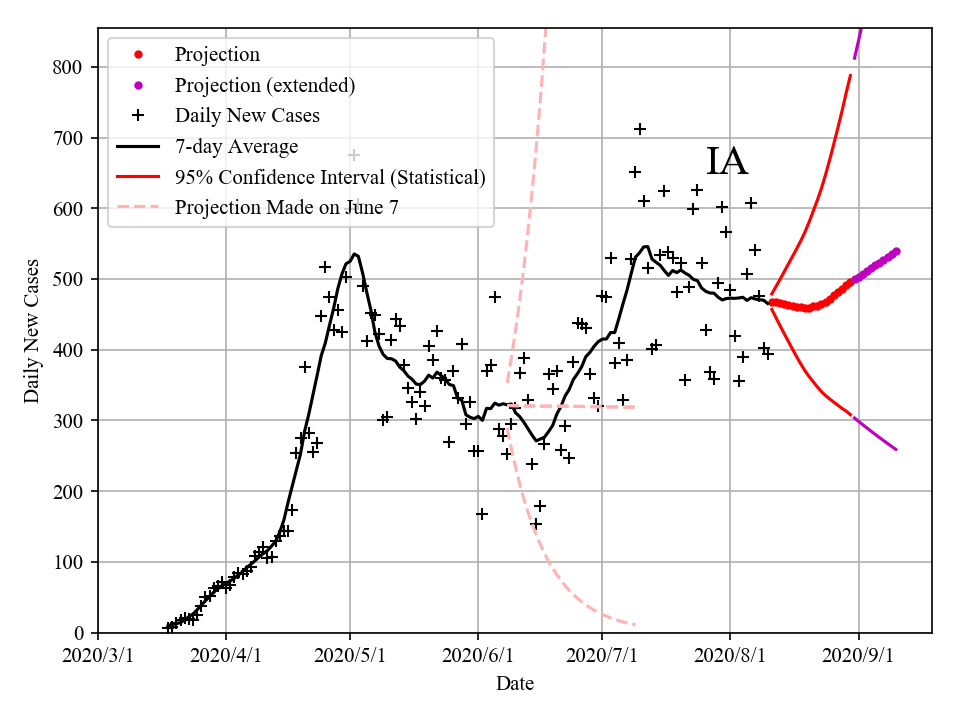 Projection
Projection (extended)
Daily New Cases
7-day Average
95% Confidence Interval (Statistical)
Projection Made on June 7
IA
800
700
600
500
400
300
200
100
0
Daily New Cases
2020/3/1 2020/4/1 2020/5/1 2020/6/1 2020/7/1 2020/8/1 2020/9/1
Date